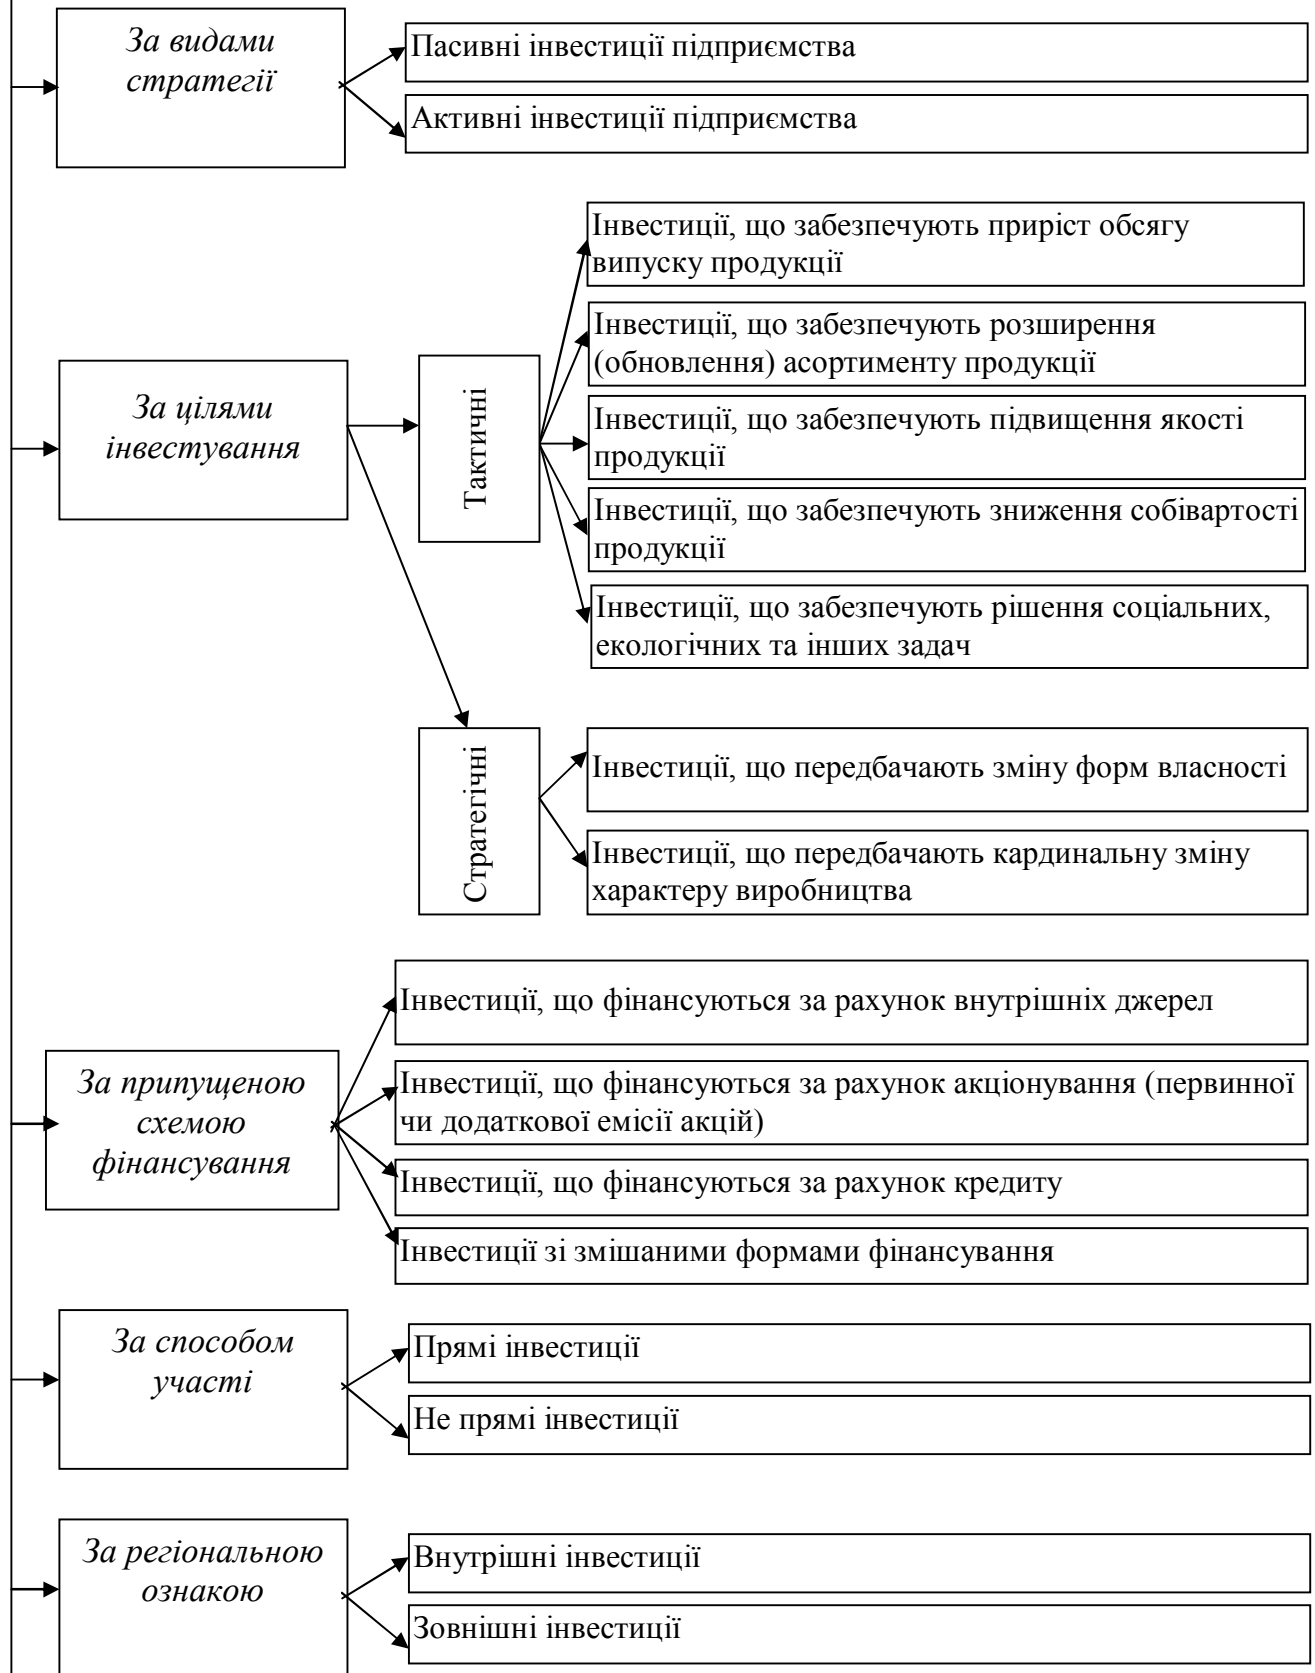 За видами
стратегії
Пасивні інвестиції підприємства
Активні інвестиції підприємства
За цілями
інвестування
Тактичні
Інвестиції, що забезпечують приріст обсягу
випуску продукції
Інвестиції, що забезпечують розширення
(обновлення) асортименту продукції
Інвестиції, що забезпечують підвищення якості
продукції
Інвестиції, що забезпечують зниження собівартості
продукції
Інвестиції, що забезпечують рішення соціальних,
екологічних та інших задач
Стратегічні
Інвестиції, що передбачають зміну форм власності
Інвестиції, що передбачають кардинальну зміну
характеру виробництва
За припущеною
схемою
фінансування
Інвестиції, що фінансуються за рахунок внутрішніх джерел
Інвестиції, що фінансуються за рахунок акціонування (первинної
чи додаткової емісії акцій)
Інвестиції, що фінансуються за рахунок кредиту
Інвестиції зі змішаними формами фінансування
За способом
участі
Прямі інвестиції
Не прямі інвестиції
За регіональною
ознакою
Внутрішні інвестиції
Зовнішні інвестиції